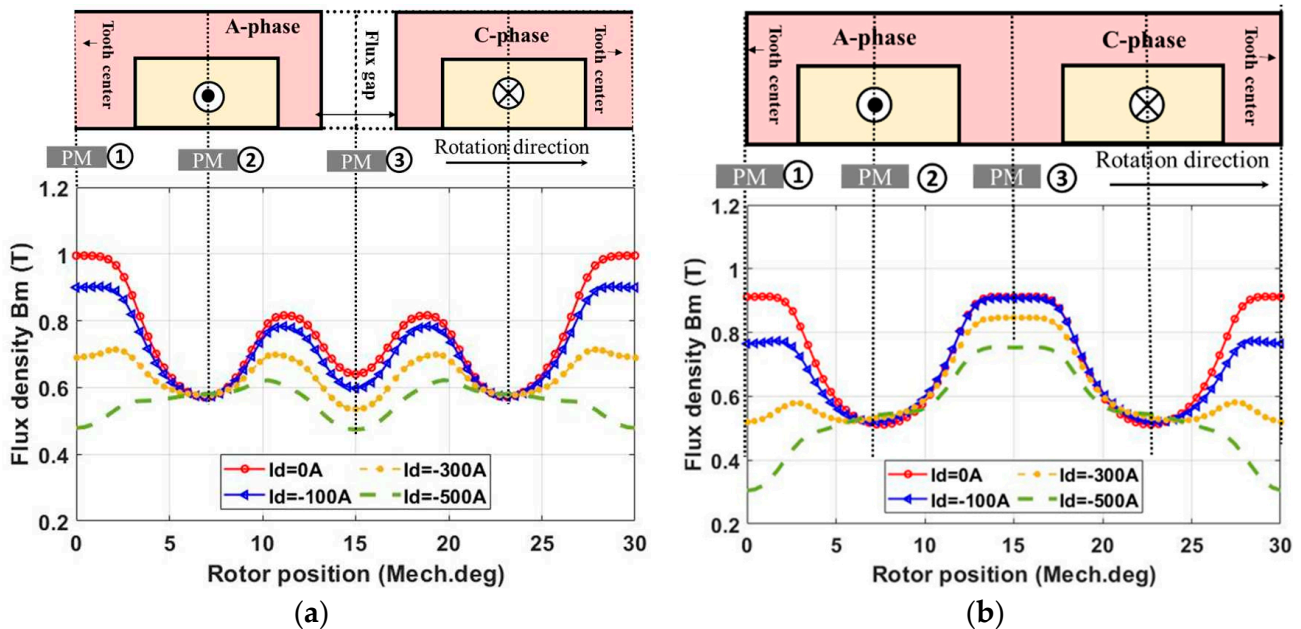 A-phase
C-phase
Tooth center
Flux gap
Tooth center
PM ①
PM ②
PM ③
Rotation direction
Flux density Bm (T)
1.2
1
0.8
0.6
0.4
0.2
Id=0A
Id=-300A
Id=-100A
Id=-500A
0
5
10
15
20
25
30
Rotor position (Mech.deg)
(a)
A-phase
C-phase
Tooth center
Tooth center
PM ①
PM ②
PM ③
Rotation direction
Flux density Bm (T)
1.2
1
0.8
0.6
0.4
0.2
Id=0A
Id=-300A
Id=-100A
Id=-500A
0
5
10
15
20
25
30
Rotor position (Mech.deg)
(b)